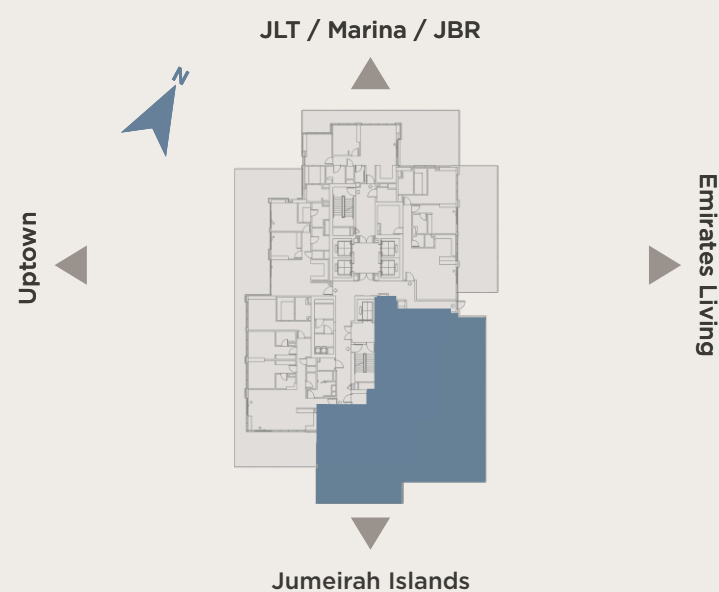 JLT / Marina / JBR
N
Uptown
Emirates Living
Jumeirah Islands